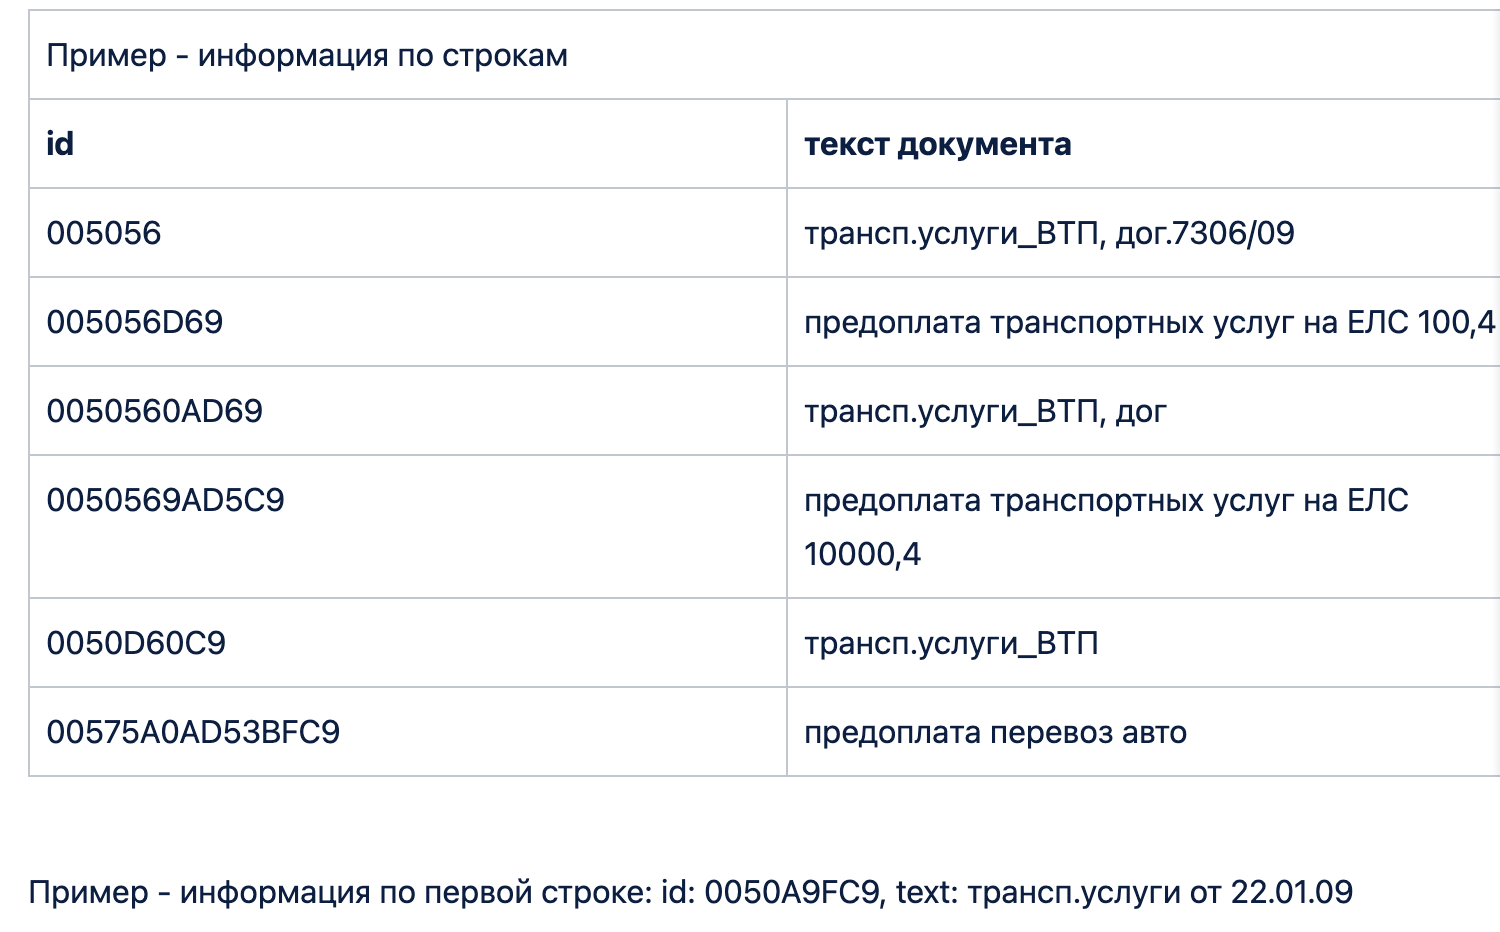 Пример - информация по строкам
id текст документа
005056 трансп.услуги_ВТП, дог.7306/09
005056D69 предоплата транспортных услуг на ЕЛС 100,4
0050560AD69 трансп.услуги_ВТП, дог
0050569AD5C9 предоплата транспортных услуг на ЕЛС
10000,4
0050D60C9 трансп.услуги_ВТП
00575A0AD53BFC9 предоплата перевоз авто
Пример - информация по первой строке: id: 0050A9FC9, text: трансп.услуги от 22.01.09